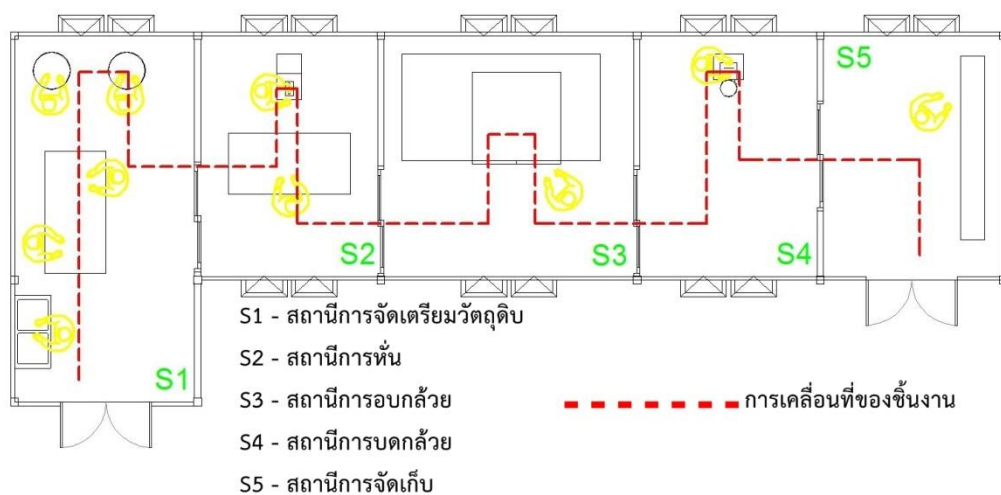 S5
S2
S3
S4
S1
S1 - สถานีการจัดเตรียมวัตถุดิบ
S2 - สถานีการหั่น
S3 - สถานีการอบกล้วย
S4 - สถานีการบดกล้วย
S5 - สถานีการจัดเก็บ
การเคลื่อนที่ของชิ้นงาน